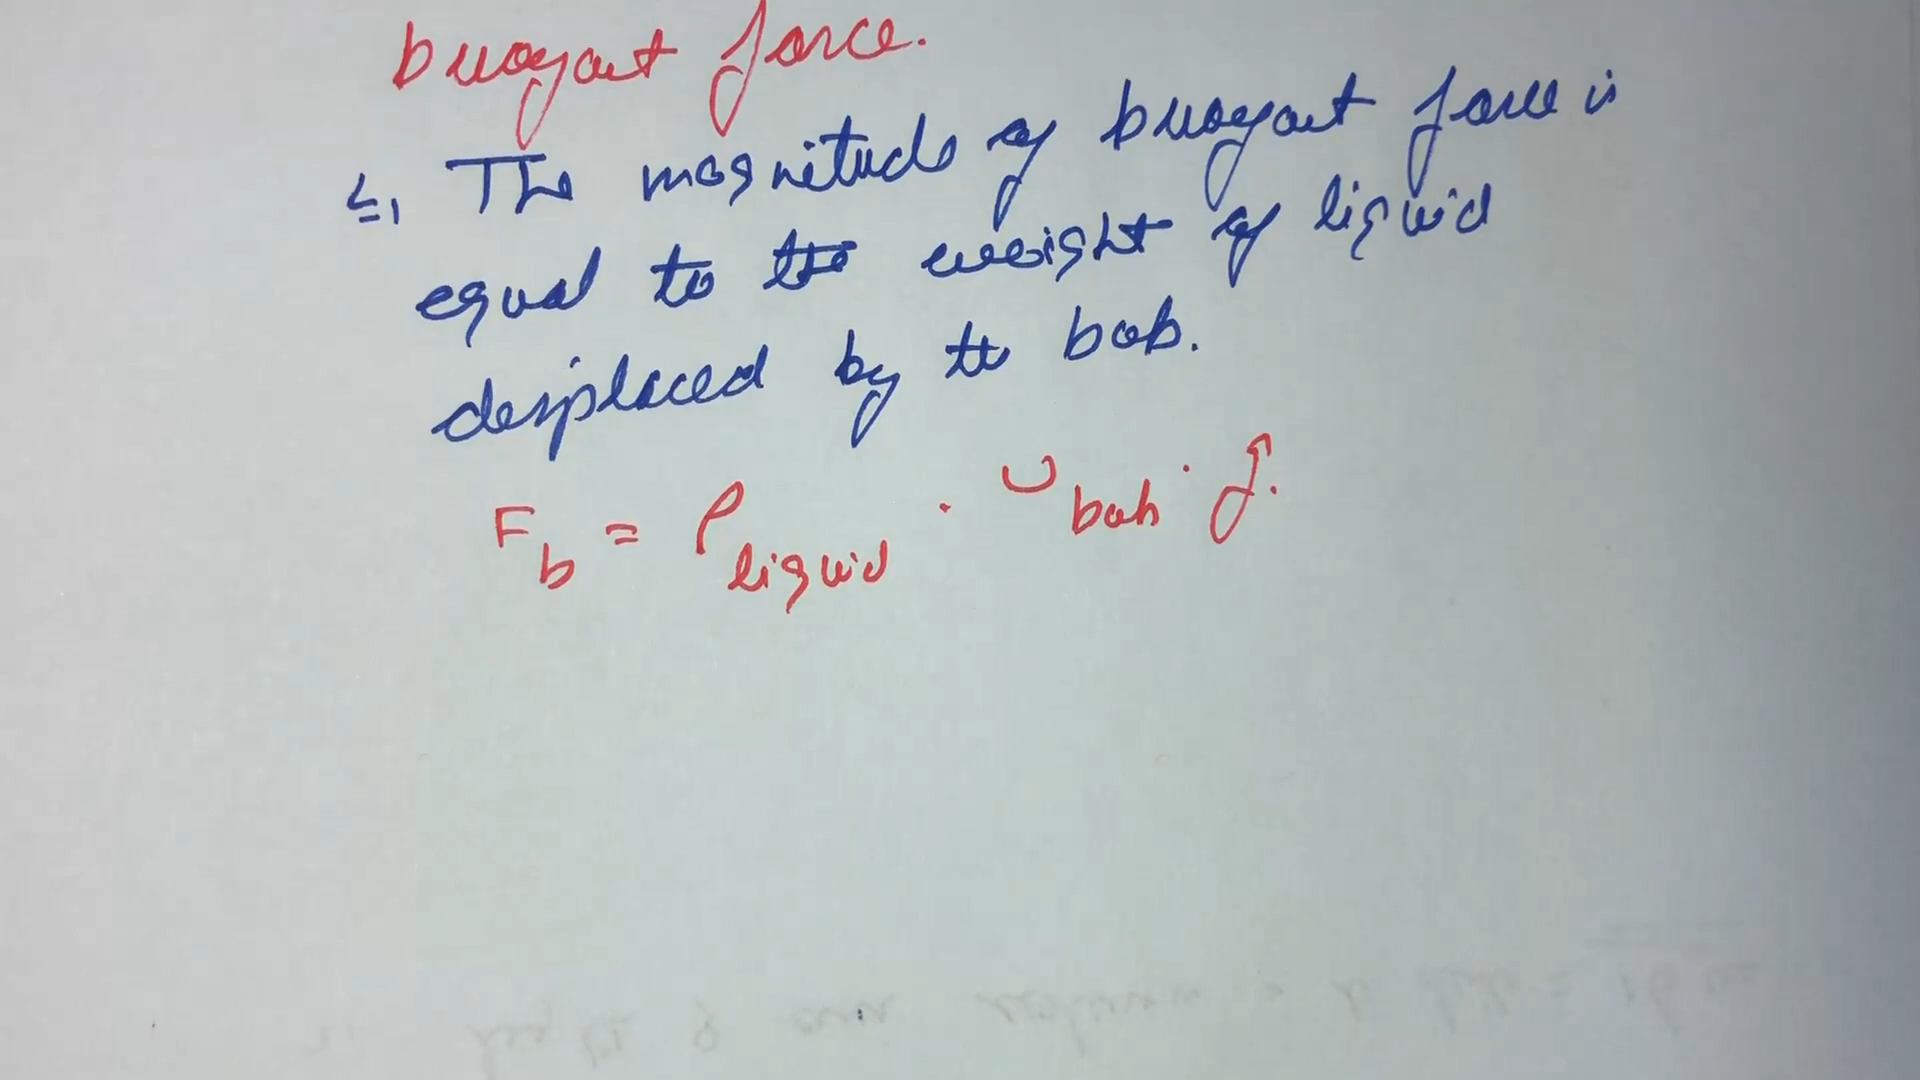 buoyant force.
↳ The magnitude of buoyant force is
equal to the weight of liquid
displaced by the bob.
F_b = ρ_liquid · υ_bob · g.